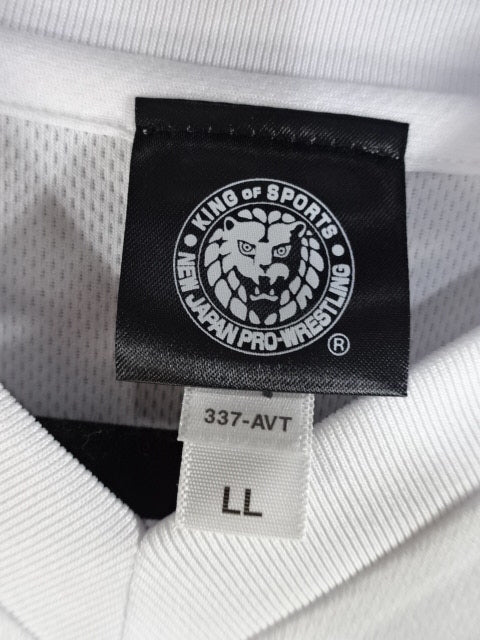 KING OF SPORTS
NEW JAPAN PRO-WRESTLING
®
337-AVT
LL